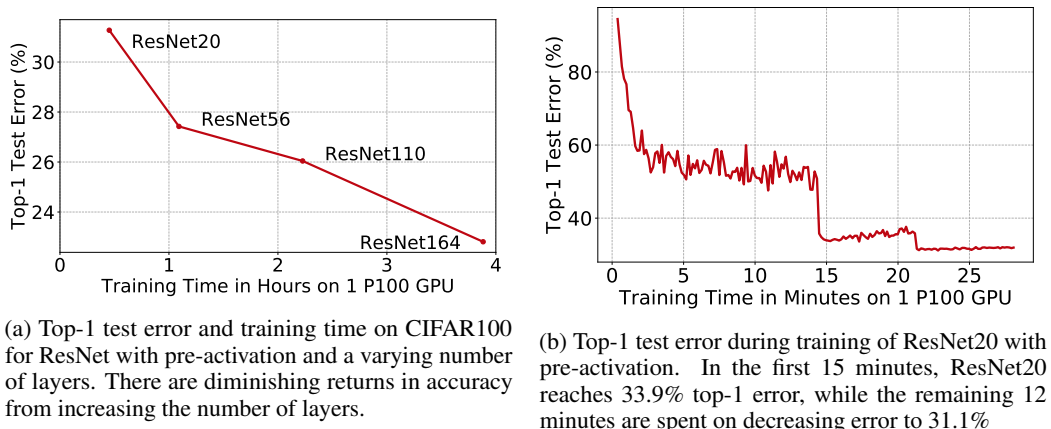 Top-1 Test Error (%)
30
28
26
24
ResNet20
ResNet56
ResNet110
ResNet164
0 1 2 3 4
Training Time in Hours on 1 P100 GPU
(a) Top-1 test error and training time on CIFAR100
for ResNet with pre-activation and a varying number
of layers. There are diminishing returns in accuracy
from increasing the number of layers.
Top-1 Test Error (%)
80
60
40
0 5 10 15 20 25
Training Time in Minutes on 1 P100 GPU
(b) Top-1 test error during training of ResNet20 with
pre-activation. In the first 15 minutes, ResNet20
reaches 33.9% top-1 error, while the remaining 12
minutes are spent on decreasing error to 31.1%